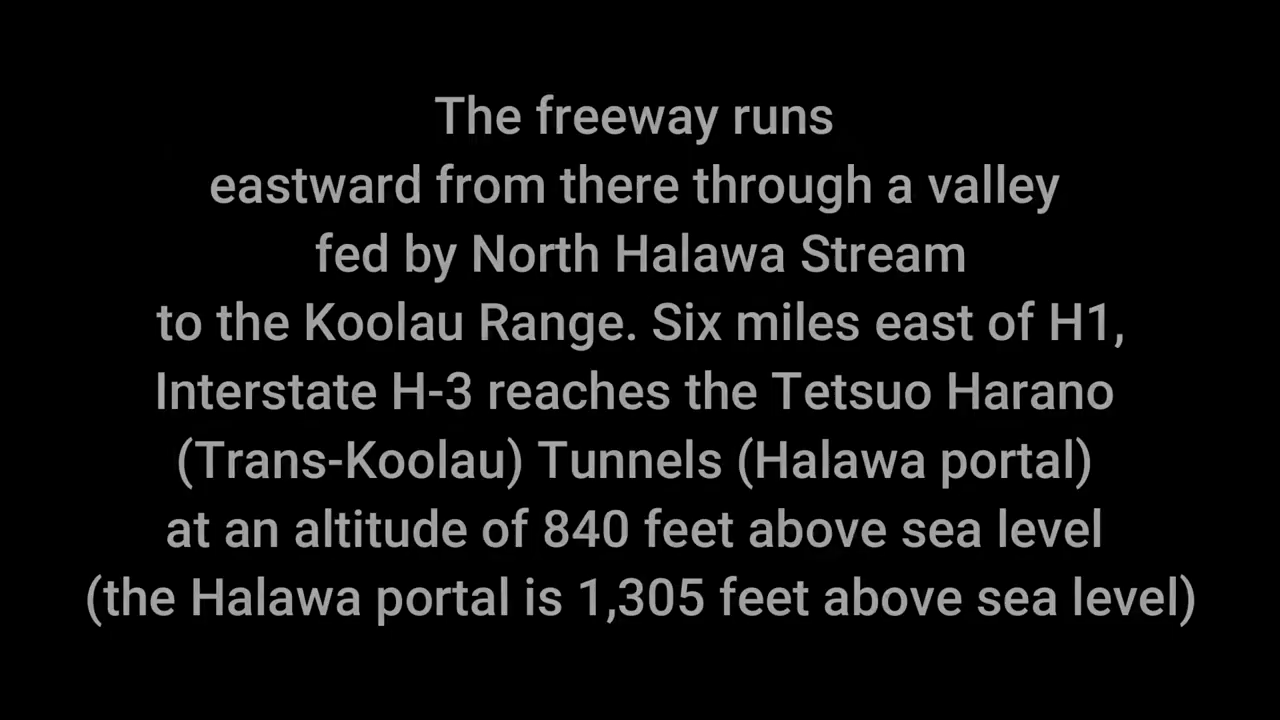 The freeway runs
eastward from there through a valley
fed by North Halawa Stream
to the Koolau Range. Six miles east of H1,
Interstate H-3 reaches the Tetsuo Harano
(Trans-Koolau) Tunnels (Halawa portal)
at an altitude of 840 feet above sea level
(the Halawa portal is 1,305 feet above sea level)